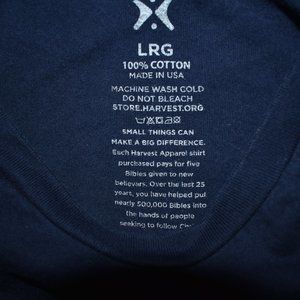 LRG
100% COTTON
MADE IN USA
MACHINE WASH COLD
DO NOT BLEACH
STORE.HARVEST.ORG
SMALL THINGS CAN
MAKE A BIG DIFFERENCE.
Each Harvest Apparel shirt
purchased pays for five
Bibles given to new
believers. Over the last 25
years, you have helped put
nearly 500,000 Bibles into
the hands of people
seeking to follow